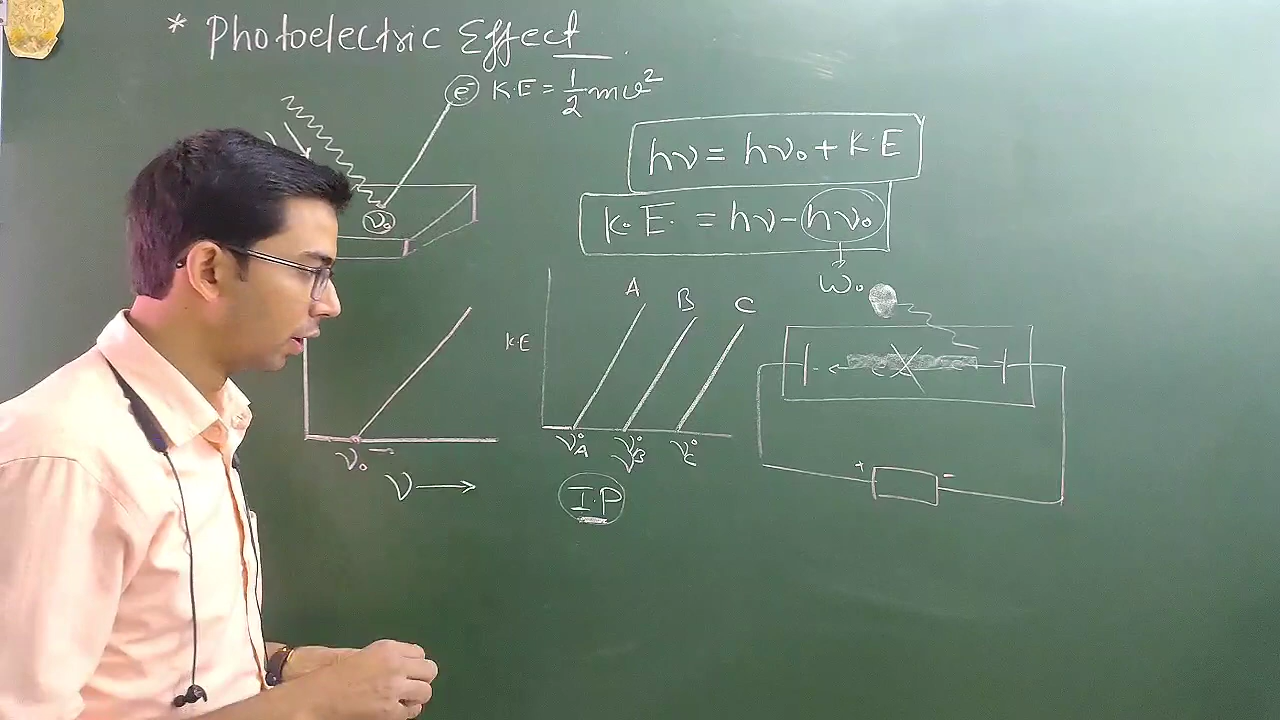 * Photoelectric Effect
e⁻ K.E = 1/2 mv²
hν = hν₀ + K.E
K.E. = hν - hν₀
ν₀
W₀
A B C
K.E
ν₀
ν°A ν°B ν°C
ν →
I.P
+ -